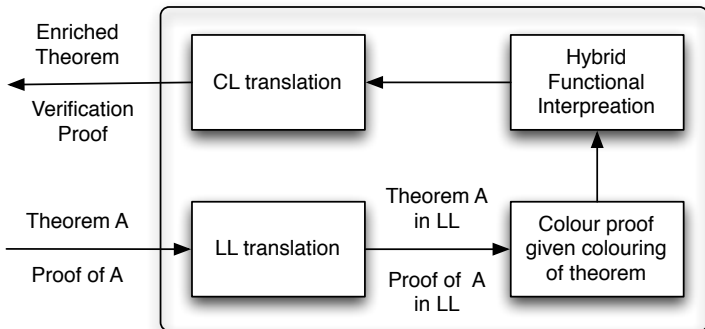 Enriched
Theorem
Verification
Proof
CL translation
Hybrid
Functional
Interpreation
Theorem A
Proof of A
LL translation
Theorem A
in LL
Proof of A
in LL
Colour proof
given colouring
of theorem